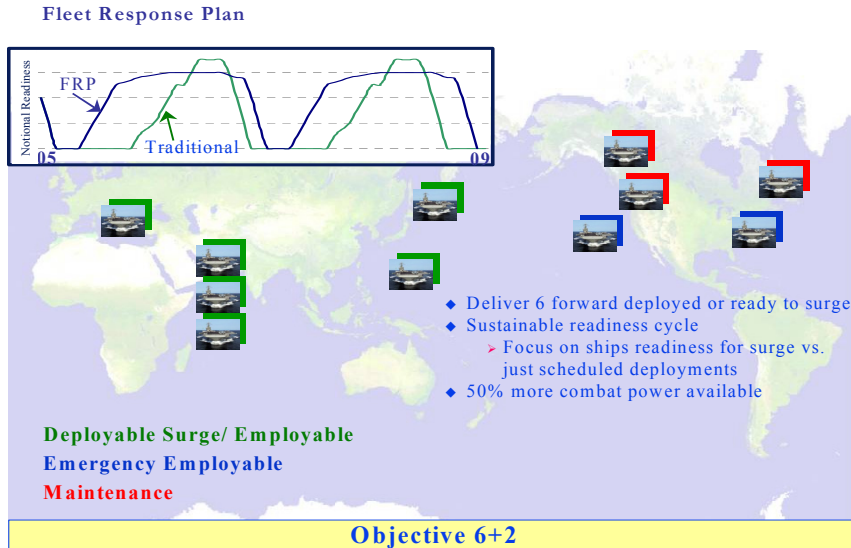 Fleet Response Plan
Notional Readiness
FRP
Traditional
05
09
◆ Deliver 6 forward deployed or ready to surge
◆ Sustainable readiness cycle
➢ Focus on ships readiness for surge vs.
just scheduled deployments
◆ 50% more combat power available
Deployable Surge/ Employable
Emergency Employable
Maintenance
Objective 6+2